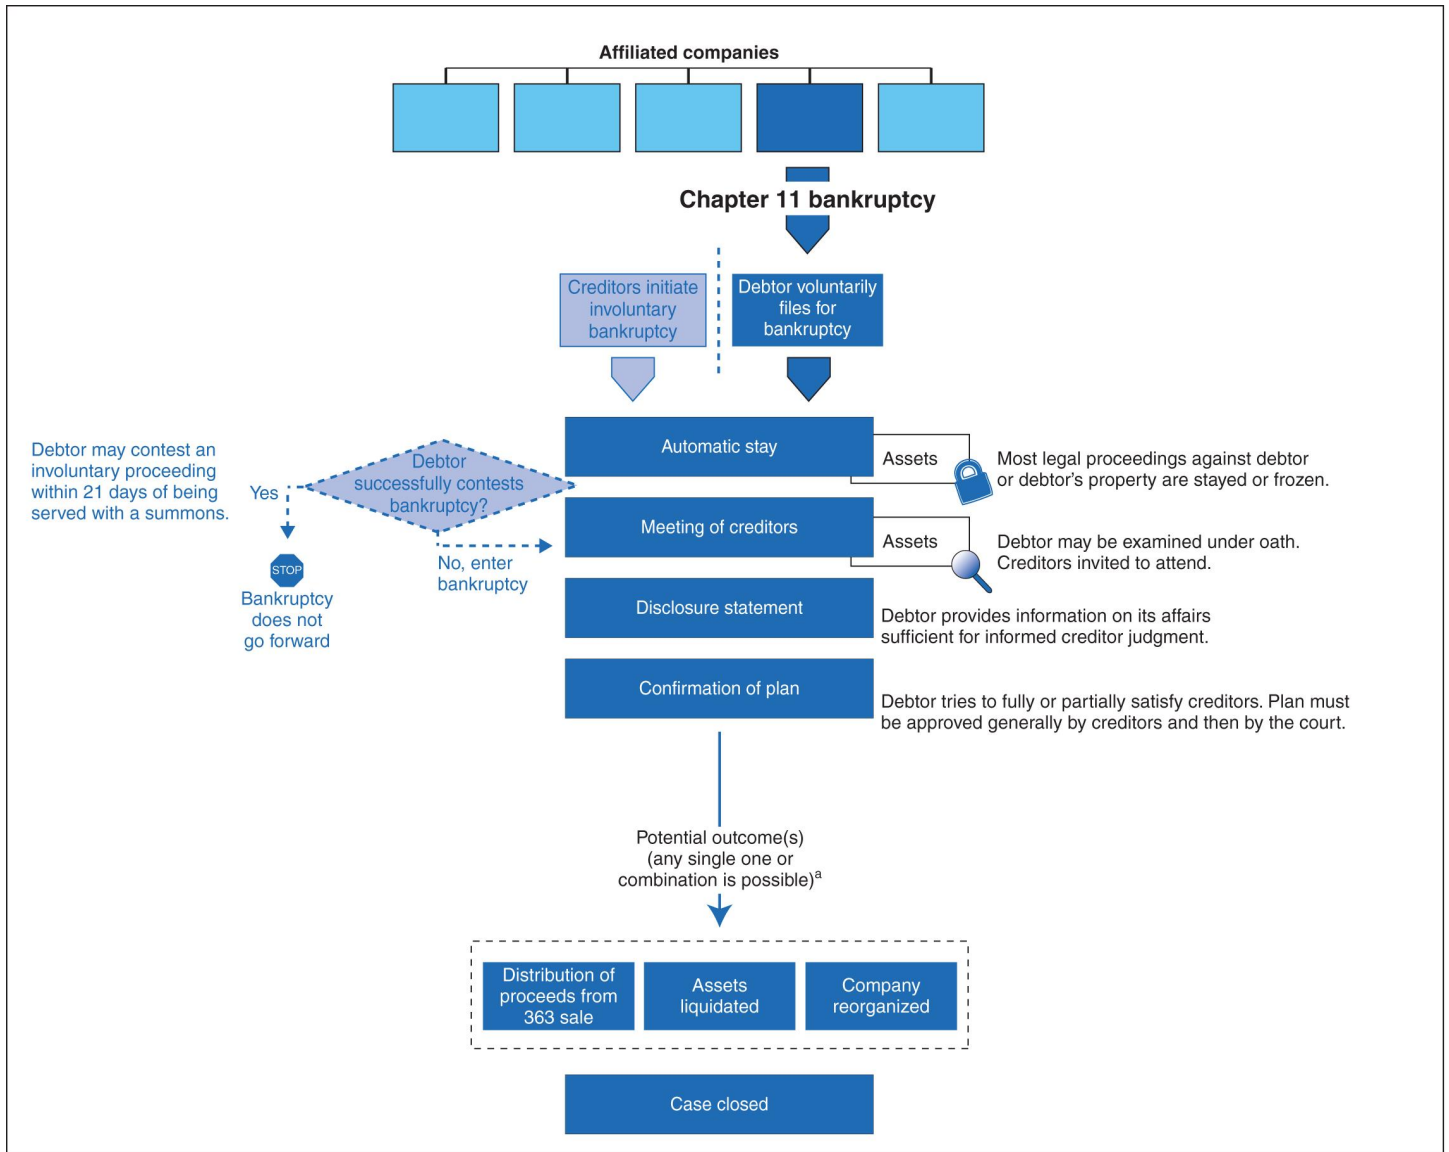 Affiliated companies
Chapter 11 bankruptcy
Creditors initiate
involuntary
bankruptcy
Debtor voluntarily
files for
bankruptcy
Debtor may contest an
involuntary proceeding
within 21 days of being
served with a summons.
Yes
Debtor
successfully contests
bankruptcy?
No, enter
bankruptcy
STOP
Bankruptcy
does not
go forward
Automatic stay
Assets
Most legal proceedings against debtor
or debtor’s property are stayed or frozen.
Meeting of creditors
Assets
Debtor may be examined under oath.
Creditors invited to attend.
Disclosure statement
Debtor provides information on its affairs
sufficient for informed creditor judgment.
Confirmation of plan
Debtor tries to fully or partially satisfy creditors. Plan must
be approved generally by creditors and then by the court.
Potential outcome(s)
(any single one or
combination is possible)a
Distribution of
proceeds from
363 sale
Assets
liquidated
Company
reorganized
Case closed